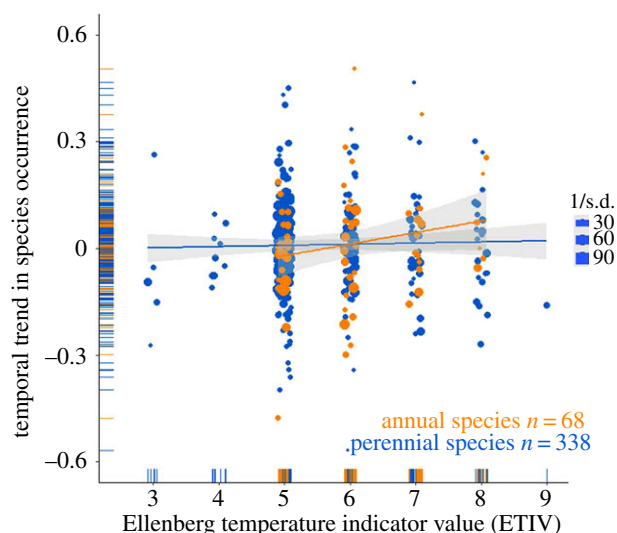 temporal trend in species occurrence
0.6
0.3
0
–0.3
–0.6
1/s.d.
30
60
90
annual species n = 68
perennial species n = 338
3 4 5 6 7 8 9
Ellenberg temperature indicator value (ETIV)